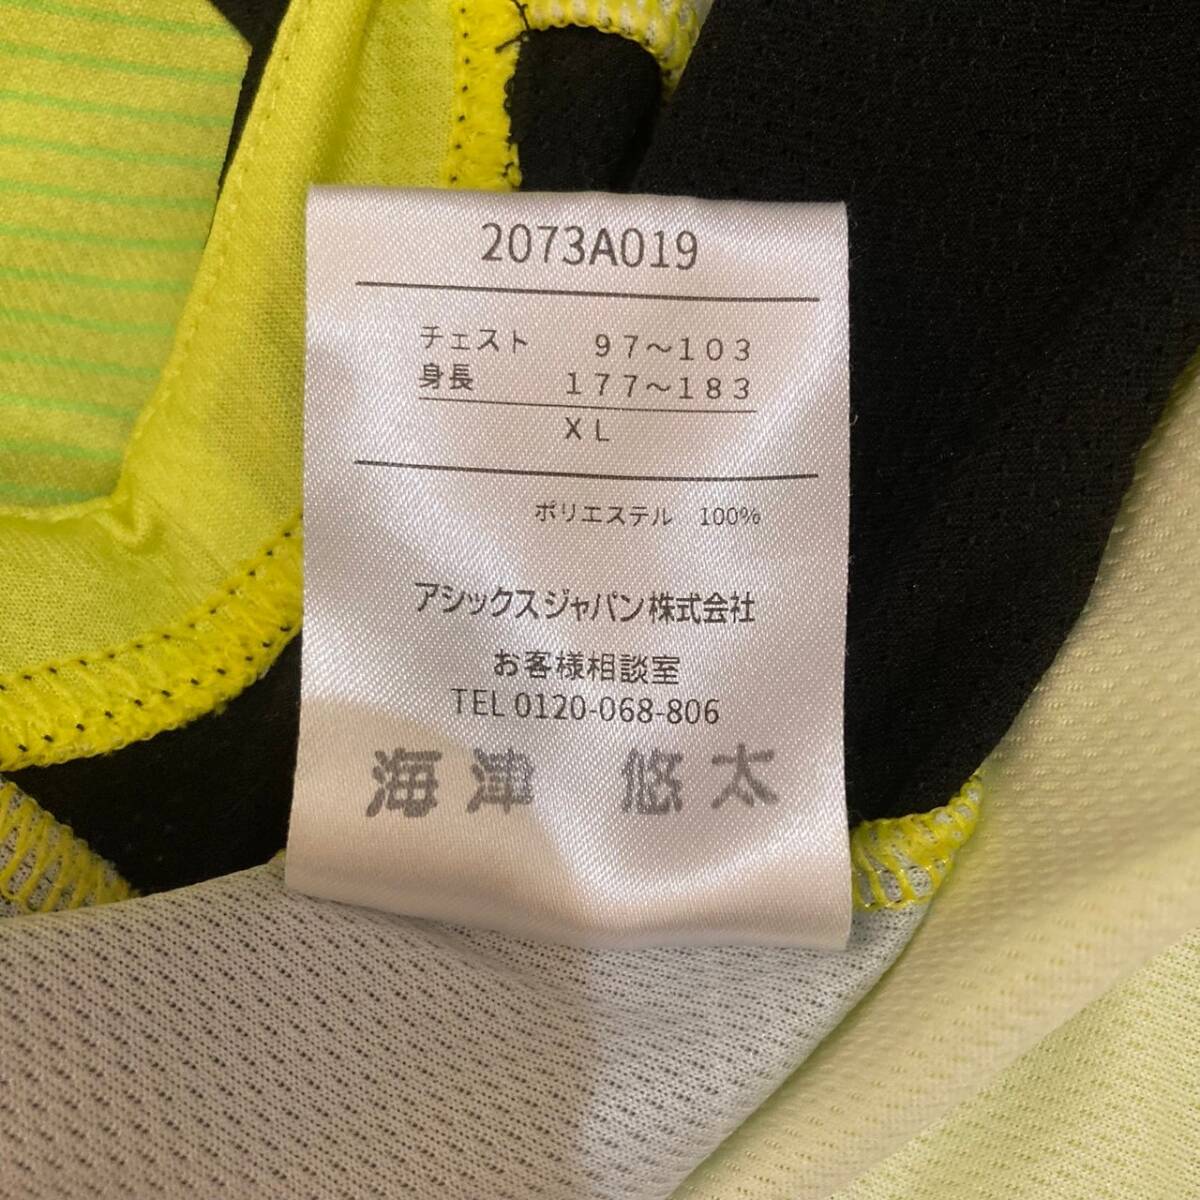 2073A019
チェスト 97～103
身長 177～183
XL
ポリエステル 100%
アシックスジャパン株式会社
お客様相談室
TEL 0120-068-806
海津 悠太